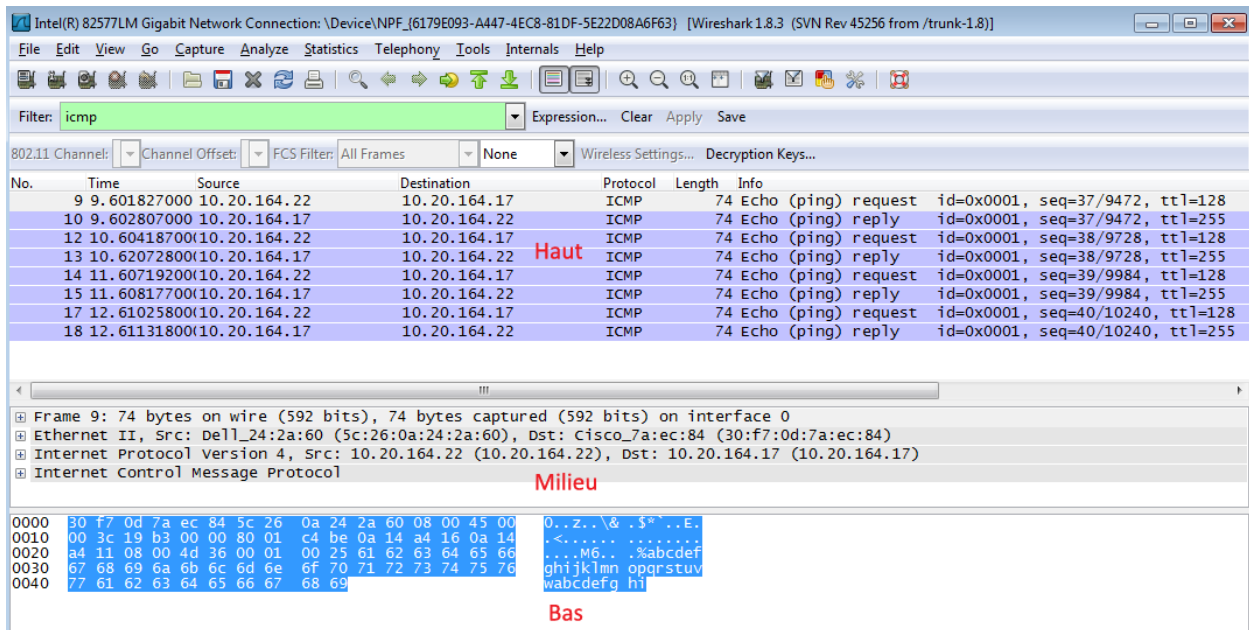 Intel(R) 82577LM Gigabit Network Connection: \Device\NPF_{6179E093-A447-4EC8-81DF-5E22D08A6F63} [Wireshark 1.8.3 (SVN Rev 45256 from /trunk-1.8)]
File Edit View Go Capture Analyze Statistics Telephony Tools Internals Help
Filter: icmp Expression... Clear Apply Save
802.11 Channel: Channel Offset: FCS Filter: All Frames None Wireless Settings... Decryption Keys...
No. Time Source Destination Protocol Length Info
9 9.601827000 10.20.164.22 10.20.164.17 ICMP 74 Echo (ping) request id=0x0001, seq=37/9472, ttl=128
10 9.602807000 10.20.164.17 10.20.164.22 ICMP 74 Echo (ping) reply id=0x0001, seq=37/9472, ttl=255
12 10.60418700(10.20.164.22 10.20.164.17 ICMP 74 Echo (ping) request id=0x0001, seq=38/9728, ttl=128
13 10.62072800(10.20.164.17 10.20.164.22 ICMP 74 Echo (ping) reply id=0x0001, seq=38/9728, ttl=255
Haut
14 11.60719200(10.20.164.22 10.20.164.17 ICMP 74 Echo (ping) request id=0x0001, seq=39/9984, ttl=128
15 11.60817700(10.20.164.17 10.20.164.22 ICMP 74 Echo (ping) reply id=0x0001, seq=39/9984, ttl=255
17 12.61025800(10.20.164.22 10.20.164.17 ICMP 74 Echo (ping) request id=0x0001, seq=40/10240, ttl=128
18 12.61131800(10.20.164.17 10.20.164.22 ICMP 74 Echo (ping) reply id=0x0001, seq=40/10240, ttl=255
Frame 9: 74 bytes on wire (592 bits), 74 bytes captured (592 bits) on interface 0
Ethernet II, Src: Dell_24:2a:60 (5c:26:0a:24:2a:60), Dst: Cisco_7a:ec:84 (30:f7:0d:7a:ec:84)
Internet Protocol Version 4, Src: 10.20.164.22 (10.20.164.22), Dst: 10.20.164.17 (10.20.164.17)
Internet Control Message Protocol
Milieu
0000 30 f7 0d 7a ec 84 5c 26 0a 24 2a 60 08 00 45 00 0..z..\& .$*`..E.
0010 00 3c 19 b3 00 00 80 01 c4 be 0a 14 a4 16 0a 14 .<...... ........
0020 a4 11 08 00 4d 36 00 01 00 25 61 62 63 64 65 66 ....M6.. .%abcdef
0030 67 68 69 6a 6b 6c 6d 6e 6f 70 71 72 73 74 75 76 ghijklmn opqrstuv
0040 77 61 62 63 64 65 66 67 68 69 wabcdefg hi
Bas